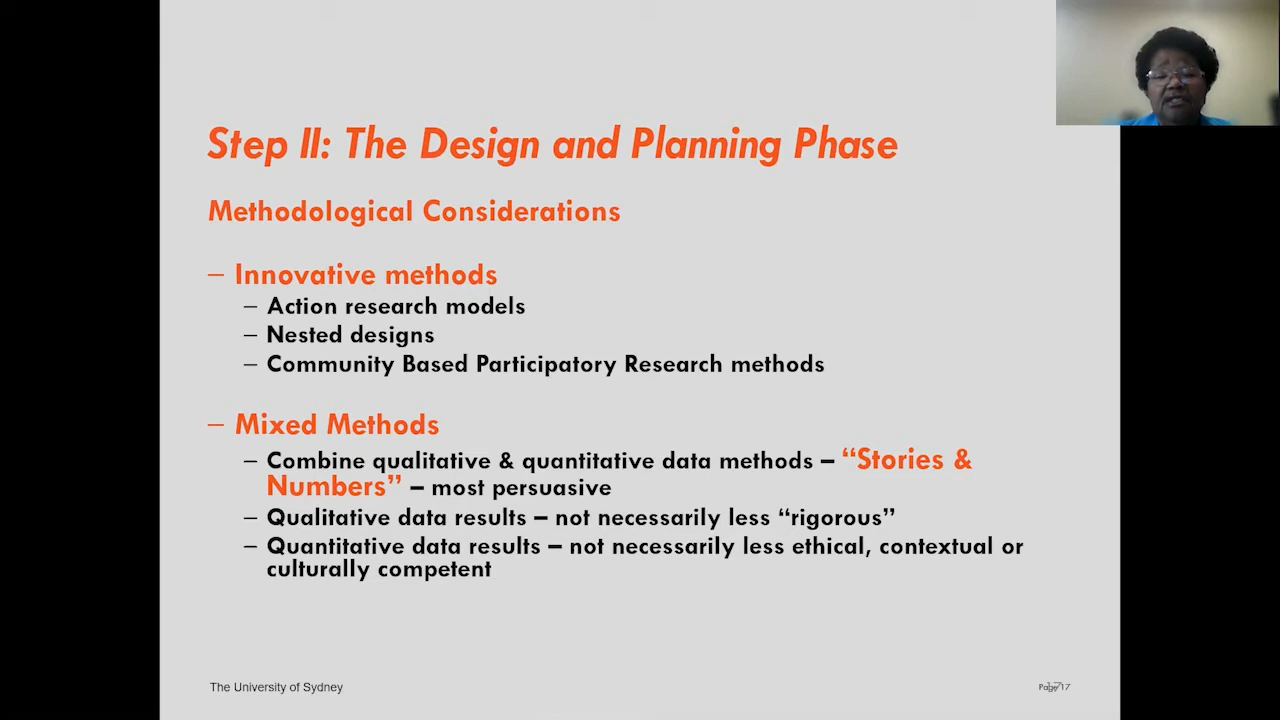 Step II: The Design and Planning Phase
Methodological Considerations
– Innovative methods
– Action research models
– Nested designs
– Community Based Participatory Research methods
– Mixed Methods
– Combine qualitative & quantitative data methods – “Stories &
Numbers” – most persuasive
– Qualitative data results – not necessarily less “rigorous”
– Quantitative data results – not necessarily less ethical, contextual or
culturally competent
The University of Sydney
Page 17